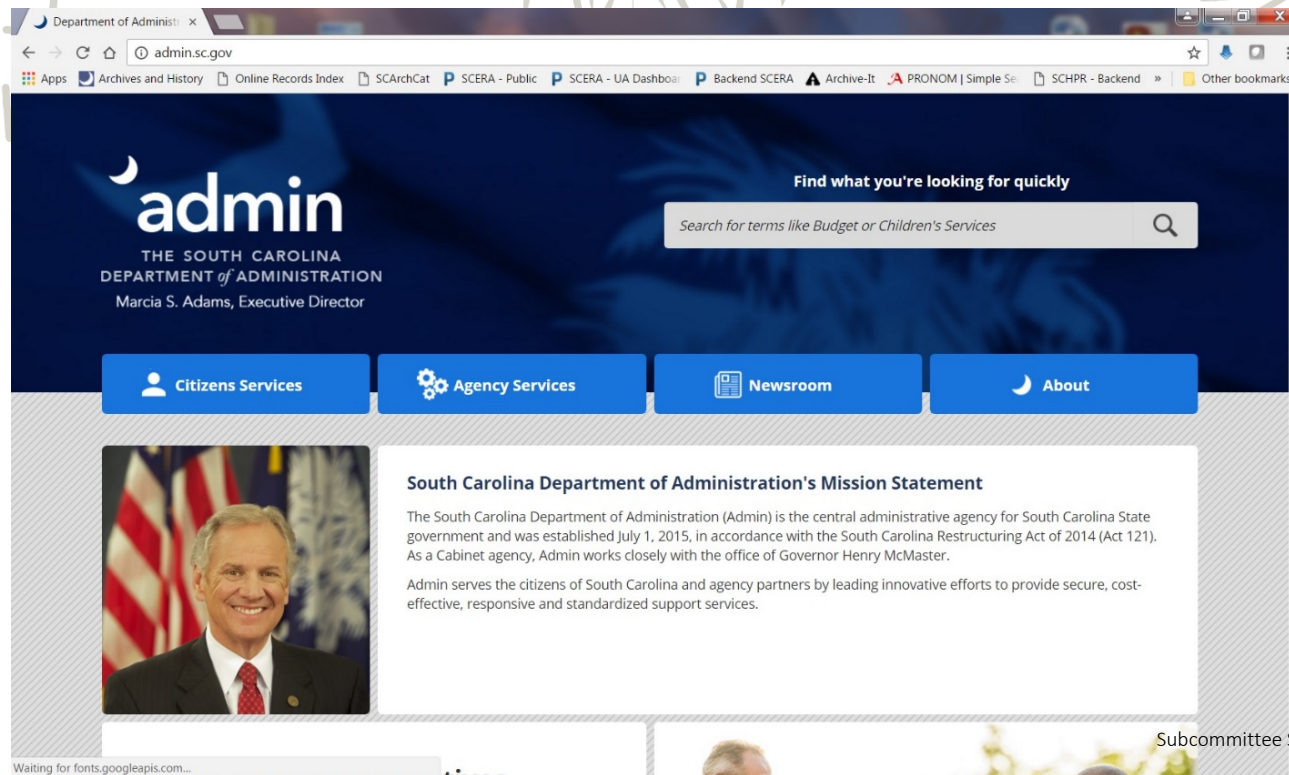 Department of Administr
admin.sc.gov
Apps Archives and History Online Records Index SCArchCat SCERA - Public SCERA - UA Dashboar Backend SCERA Archive-It PRONOM | Simple Se SCHPR - Backend » Other bookmarks
admin
THE SOUTH CAROLINA
DEPARTMENT of ADMINISTRATION
Marcia S. Adams, Executive Director
Find what you're looking for quickly
Search for terms like Budget or Children's Services
Citizens Services Agency Services Newsroom About
South Carolina Department of Administration's Mission Statement
The South Carolina Department of Administration (Admin) is the central administrative agency for South Carolina State
government and was established July 1, 2015, in accordance with the South Carolina Restructuring Act of 2014 (Act 121).
As a Cabinet agency, Admin works closely with the office of Governor Henry McMaster.
Admin serves the citizens of South Carolina and agency partners by leading innovative efforts to provide secure, cost-
effective, responsive and standardized support services.
Subcommittee
Waiting for fonts.googleapis.com...